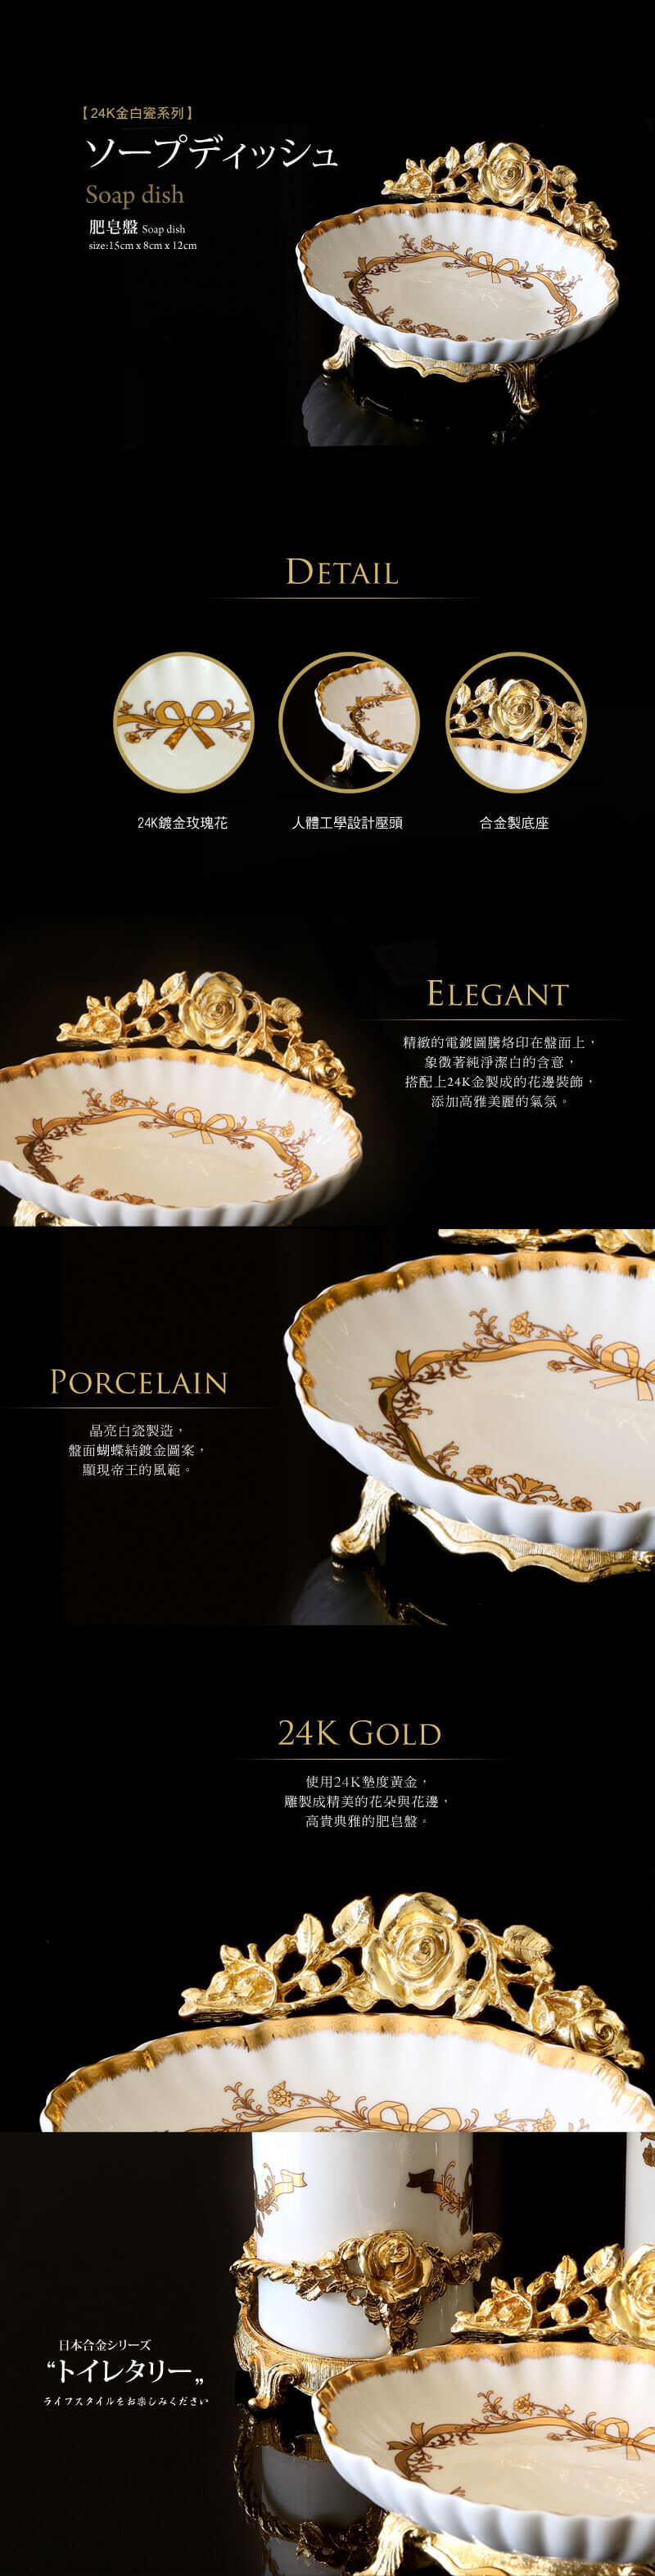 【24K金白瓷系列】
ソープディッシュ
Soap dish
肥皂盤 Soap dish
size:15cm x 8cm x 12cm
DETAIL
24K鍍金玫瑰花
人體工學設計壓頭
合金製底座
ELEGANT
精緻的電鍍圖騰烙印在盤面上，
象徵著純淨潔白的含意，
搭配上24K金製成的花邊裝飾，
添加高雅美麗的氣氛。
PORCELAIN
晶亮白瓷製造，
盤面蝴蝶結鍍金圖案，
顯現帝王的風範。
24K GOLD
使用24K墊度黃金，
雕製成精美的花朵與花邊，
高貴典雅的肥皂盤。
日本合金シリーズ
“トイレタリー„
ライフスタイルをお楽しみください